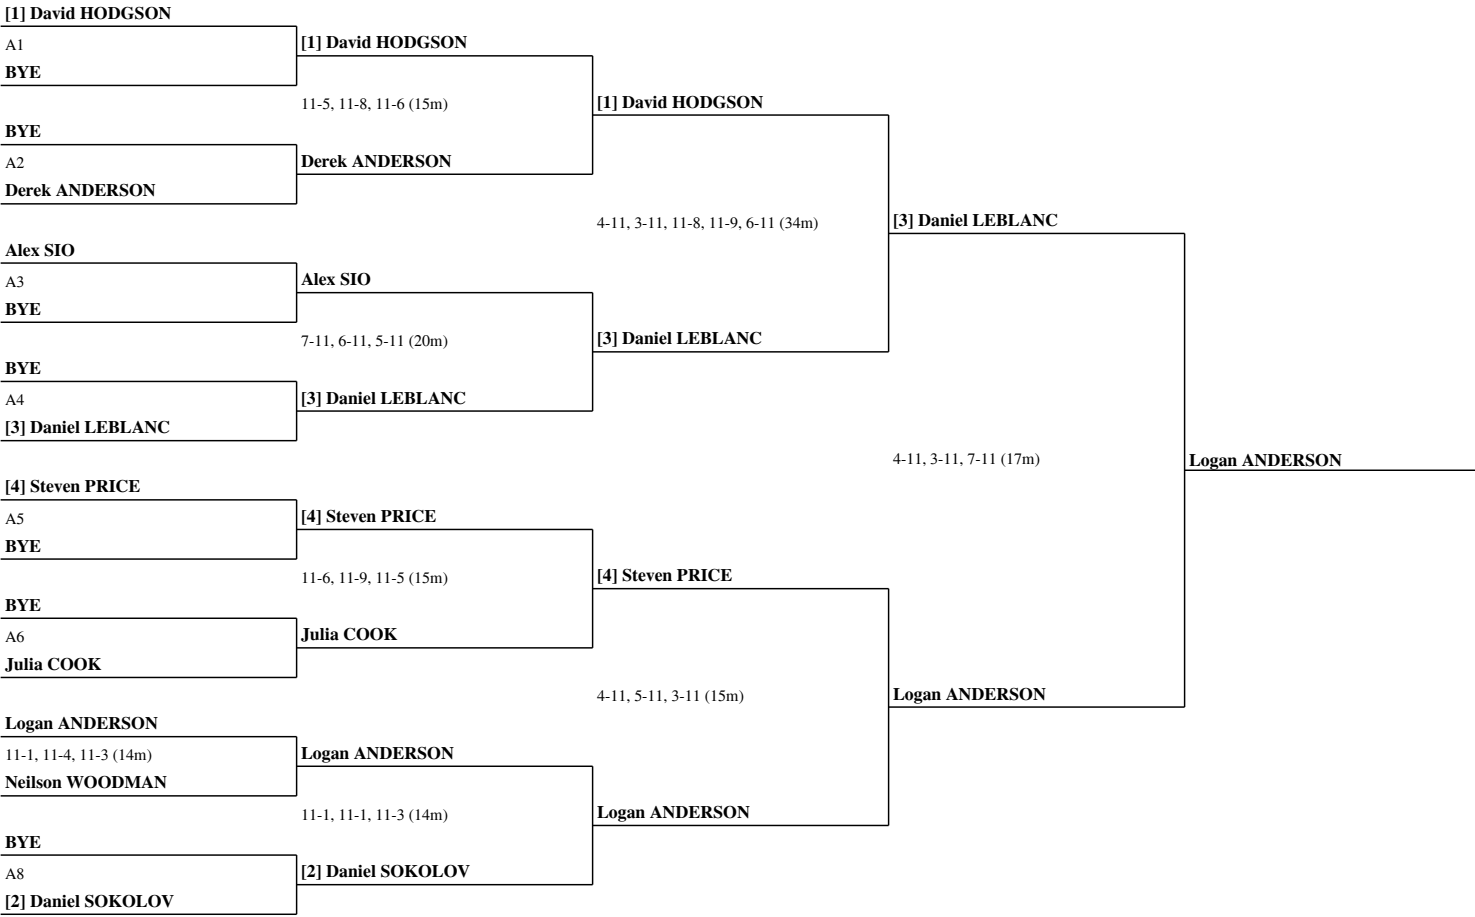 [1] David HODGSON
A1
BYE
BYE
A2
Derek ANDERSON
Alex SIO
A3
BYE
BYE
A4
[3] Daniel LEBLANC
[4] Steven PRICE
A5
BYE
BYE
A6
Julia COOK
Logan ANDERSON
11-1, 11-4, 11-3 (14m)
Neilson WOODMAN
BYE
A8
[2] Daniel SOKOLOV
[1] David HODGSON
11-5, 11-8, 11-6 (15m)
Derek ANDERSON
Alex SIO
7-11, 6-11, 5-11 (20m)
[3] Daniel LEBLANC
[4] Steven PRICE
11-6, 11-9, 11-5 (15m)
Julia COOK
Logan ANDERSON
11-1, 11-1, 11-3 (14m)
[2] Daniel SOKOLOV
[1] David HODGSON
4-11, 3-11, 11-8, 11-9, 6-11 (34m)
[3] Daniel LEBLANC
[4] Steven PRICE
4-11, 5-11, 3-11 (15m)
Logan ANDERSON
[3] Daniel LEBLANC
4-11, 3-11, 7-11 (17m)
Logan ANDERSON
Logan ANDERSON